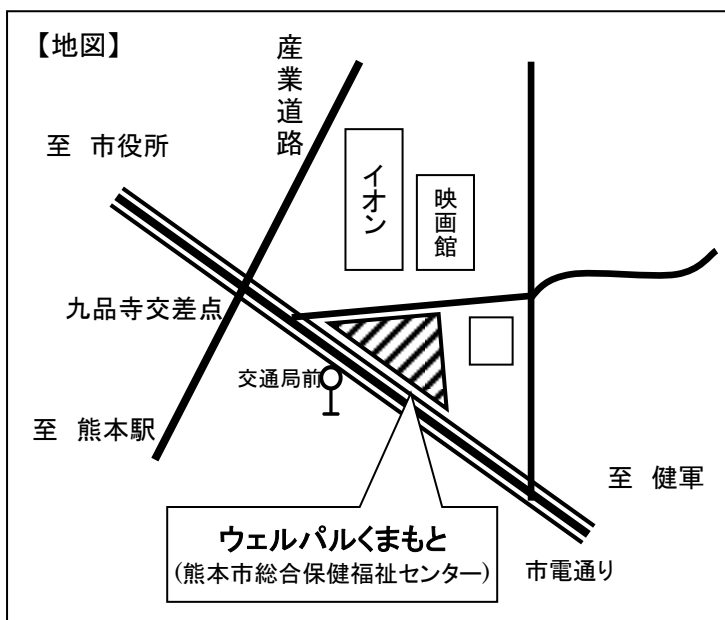 【地図】
産業道路
至 市役所
イオン
映画館
九品寺交差点
交通局前
至 熊本駅
至 健軍
ウェルパルくまもと
(熊本市総合保健福祉センター)
市電通り